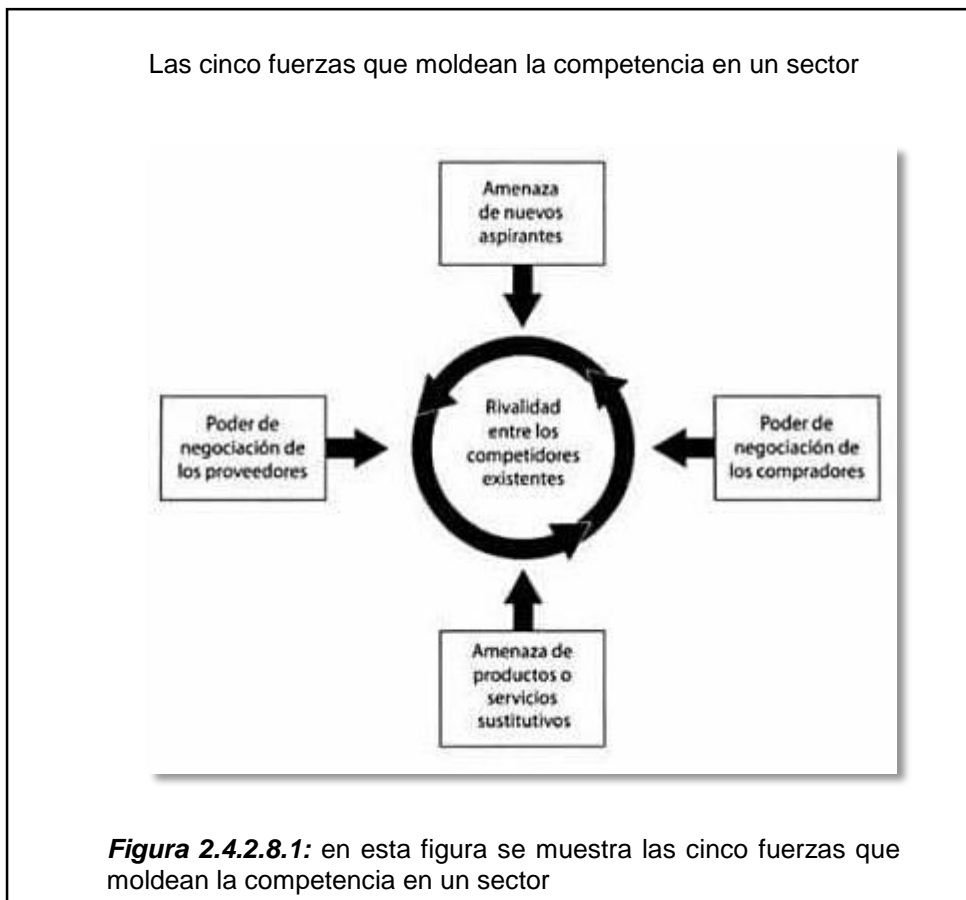 Las cinco fuerzas que moldean la competencia en un sector
Amenaza
de nuevos
aspirantes
Poder de
negociación de
los proveedores
Rivalidad
entre los
competidores
existentes
Poder de
negociación de
los compradores
Amenaza de
productos o
servicios
sustitutivos
Figura 2.4.2.8.1: en esta figura se muestra las cinco fuerzas que
moldean la competencia en un sector